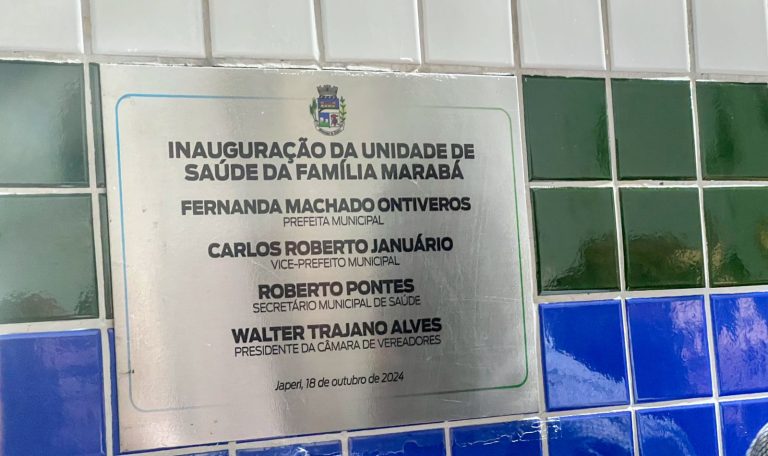 INAUGURAÇÃO DA UNIDADE DE
SAÚDE DA FAMÍLIA MARABÁ
FERNANDA MACHADO ONTIVEROS
PREFEITA MUNICIPAL
CARLOS ROBERTO JANUÁRIO
VICE-PREFEITO MUNICIPAL
ROBERTO PONTES
SECRETÁRIO MUNICIPAL DE SAÚDE
WALTER TRAJANO ALVES
PRESIDENTE DA CÂMARA DE VEREADORES
Japeri, 18 de outubro de 2024